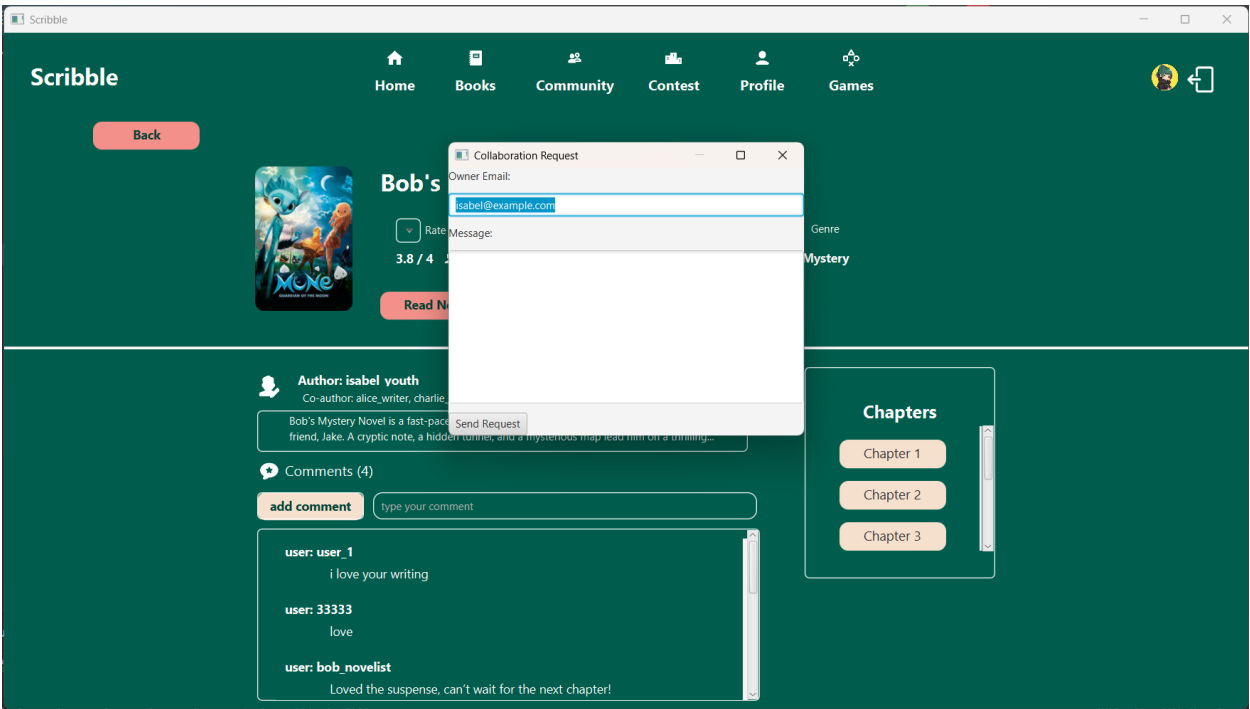 Scribble
Scribble
Home
Books
Community
Contest
Profile
Games
Back
Collaboration Request
Owner Email:
isabel@example.com
Message:
Send Request
MUNE
GUARDIAN OF THE MOON
Bob's
Rate
3.8 / 4
Genre
Mystery
Read
Author: isabel_youth
Co-author: alice_writer, charlie_
Bob's Mystery Novel is a fast-pace
friend, Jake. A cryptic note, a hidden tunnel, and a mysterious map lead him on a thrilling...
Comments (4)
add comment
type your comment
user: user_1
i love your writing
user: 33333
love
user: bob_novelist
Loved the suspense, can't wait for the next chapter!
Chapters
Chapter 1
Chapter 2
Chapter 3